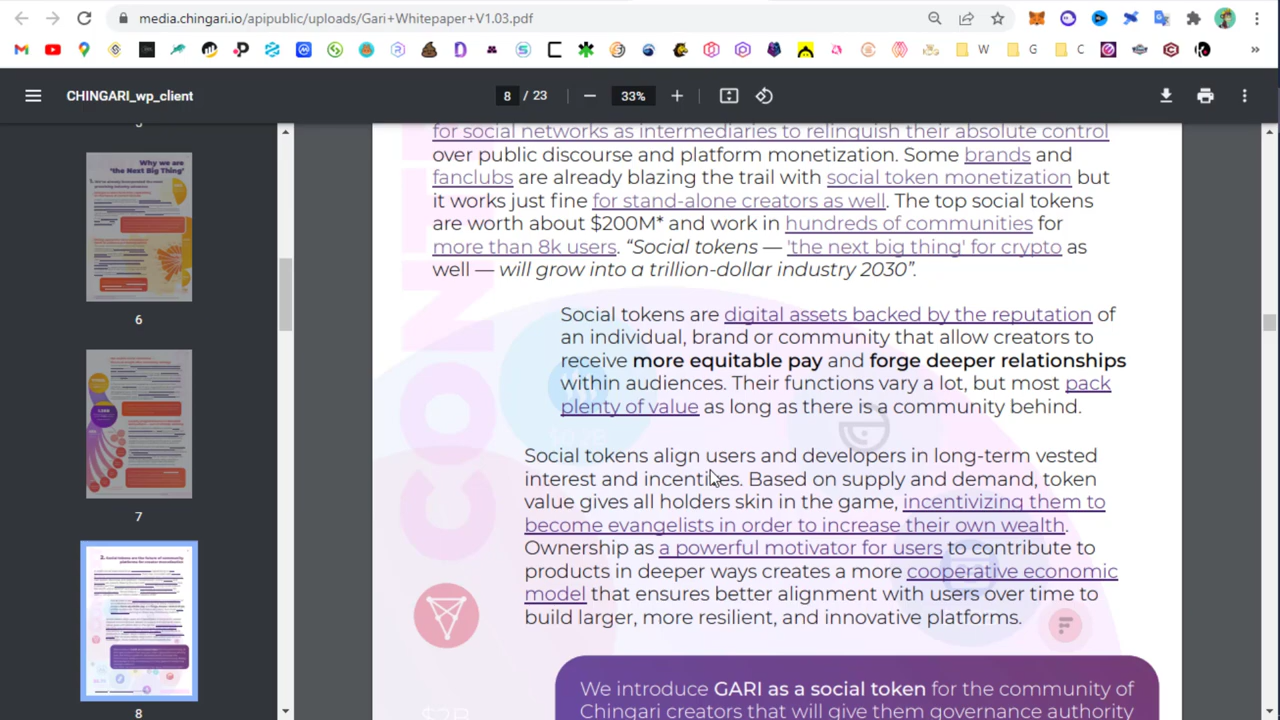 media.chingari.io/apipublic/uploads/Gari+Whitepaper+V1.03.pdf
W
G
C
CHINGARI_wp_client
8 / 23
33%
Why we are
'the Next Big Thing'
6
7
8
for social networks as intermediaries to relinquish their absolute control
over public discourse and platform monetization. Some brands and
fanclubs are already blazing the trail with social token monetization but
it works just fine for stand-alone creators as well. The top social tokens
are worth about $200M* and work in hundreds of communities for
more than 8k users. “Social tokens — 'the next big thing' for crypto as
well — will grow into a trillion-dollar industry 2030”.
Social tokens are digital assets backed by the reputation of
an individual, brand or community that allow creators to
receive more equitable pay and forge deeper relationships
within audiences. Their functions vary a lot, but most pack
plenty of value as long as there is a community behind.
Social tokens align users and developers in long-term vested
interest and incentives. Based on supply and demand, token
value gives all holders skin in the game, incentivizing them to
become evangelists in order to increase their own wealth.
Ownership as a powerful motivator for users to contribute to
products in deeper ways creates a more cooperative economic
model that ensures better alignment with users over time to
build larger, more resilient, and innovative platforms.
We introduce GARI as a social token for the community of
Chingari creators that will give them governance authority